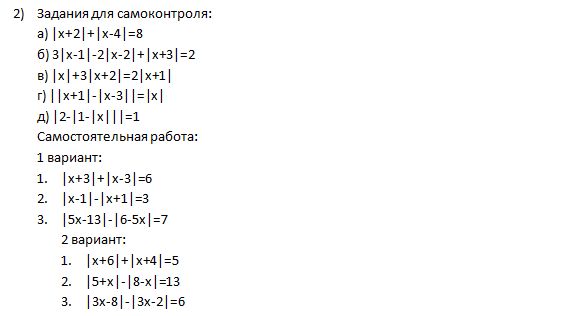 2) Задания для самоконтроля:
а) |x+2|+|x-4|=8
б) 3|x-1|-2|x-2|+|x+3|=2
в) |x|+3|x+2|=2|x+1|
г) ||x+1|-|x-3||=|x|
д) |2-|1-|x|||=1
Самостоятельная работа:
1 вариант:
1. |x+3|+|x-3|=6
2. |x-1|-|x+1|=3
3. |5x-13|-|6-5x|=7
2 вариант:
1. |x+6|+|x+4|=5
2. |5+x|-|8-x|=13
3. |3x-8|-|3x-2|=6